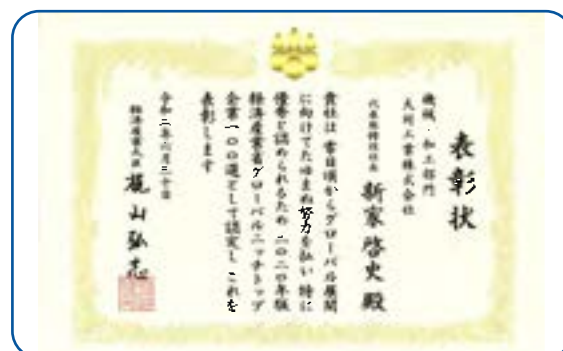 表彰状
機械・加工部門
大同工業株式会社
代表取締役社長 新家啓史殿
貴社は常日頃からグローバル展開
に向けてたゆまぬ努力を払い特に
優秀と認められるため二〇二〇年版
経済産業省グローバルニッチトップ
企業一〇〇選として認定しこれを
表彰します
令和二年六月三十日
経済産業大臣 梶山弘志